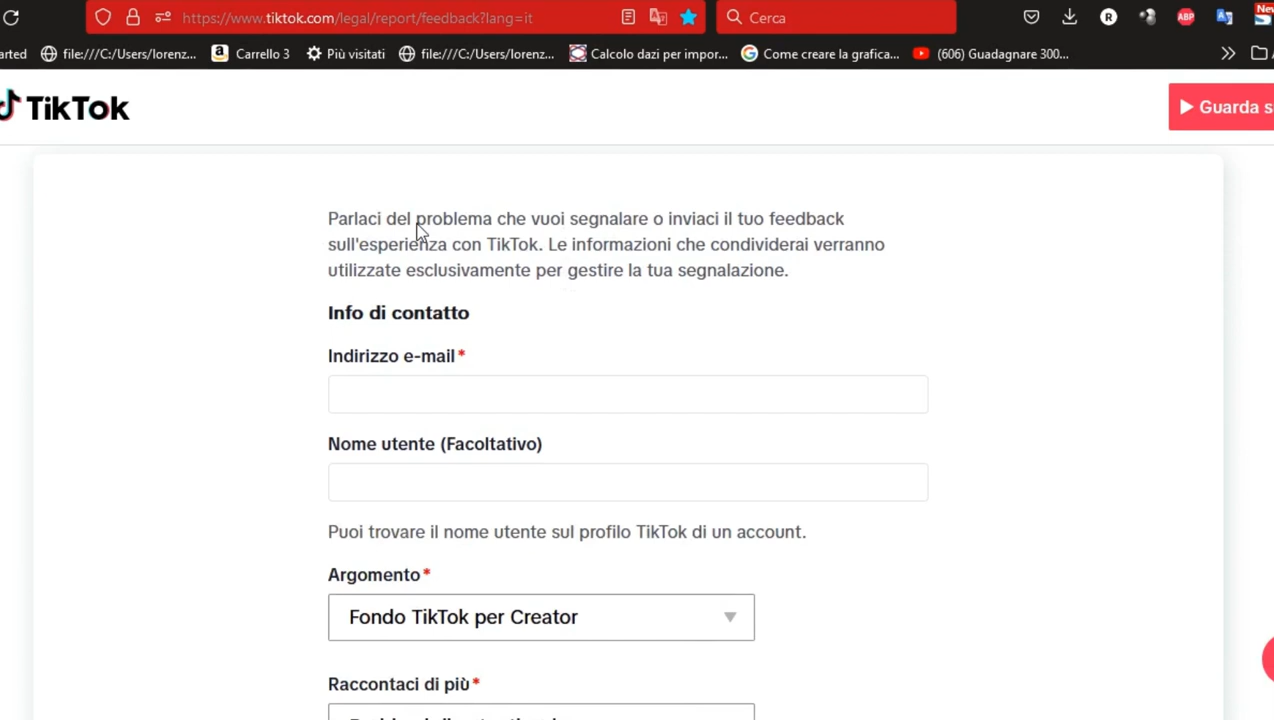 https://www.tiktok.com/legal/report/feedback?lang=it
Cerca
R
ABP
New
arted
file:///C:/Users/lorenz...
Carrello 3
Più visitati
file:///C:/Users/lorenz...
Calcolo dazi per impor...
Come creare la grafica...
(606) Guadagnare 300...
TikTok
Guarda s
Parlaci del problema che vuoi segnalare o inviaci il tuo feedback
sull'esperienza con TikTok. Le informazioni che condividerai verranno
utilizzate esclusivamente per gestire la tua segnalazione.
Info di contatto
Indirizzo e-mail*
Nome utente (Facoltativo)
Puoi trovare il nome utente sul profilo TikTok di un account.
Argomento*
Fondo TikTok per Creator
Raccontaci di più*